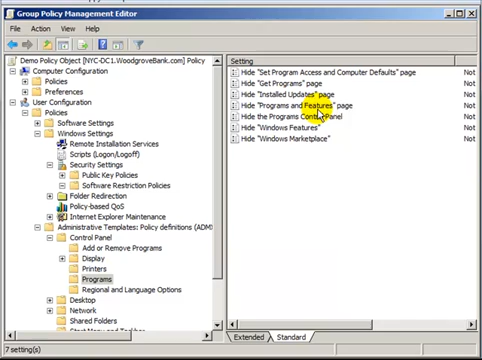 Help
Group Policy Management Editor
File Action View Help
Demo Policy Object [NYC-DC1.WoodgroveBank.com] Policy
Computer Configuration
Policies
Preferences
User Configuration
Policies
Software Settings
Windows Settings
Remote Installation Services
Scripts (Logon/Logoff)
Security Settings
Public Key Policies
Software Restriction Policies
Folder Redirection
Policy-based QoS
Internet Explorer Maintenance
Administrative Templates: Policy definitions (ADM
Control Panel
Add or Remove Programs
Display
Printers
Programs
Regional and Language Options
Desktop
Network
Shared Folders
Start Menu and Taskbar
Setting
Hide "Set Program Access and Computer Defaults" page Not
Hide "Get Programs" page Not
Hide "Installed Updates" page Not
Hide "Programs and Features" page Not
Hide the Programs Control Panel Not
Hide "Windows Features" Not
Hide "Windows Marketplace" Not
Extended Standard
7 setting(s)